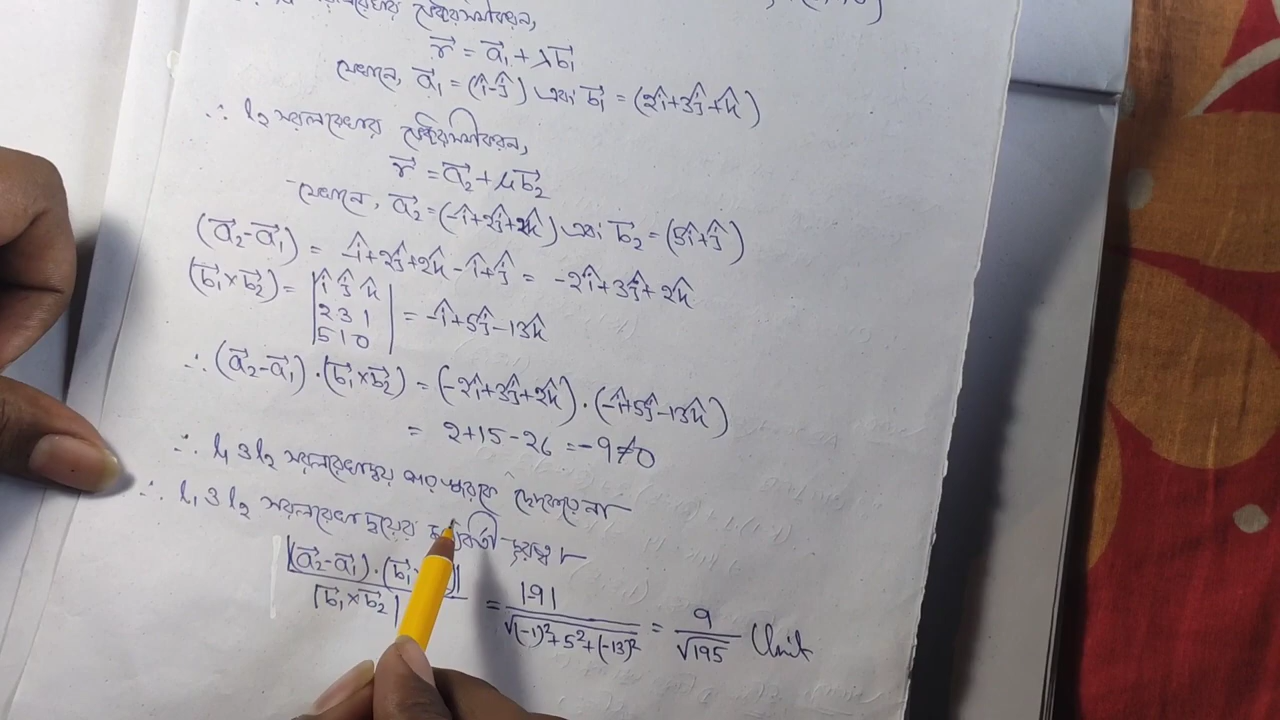 সরলরেখার ভেক্টর সমীকরন,
r⃗ = a⃗₁ + λb⃗₁
যেখানে, a⃗₁ = (î-ĵ) এবং b⃗₁ = (2î+3ĵ+k̂)
∴ l₂ সরলরেখার ভেক্টর সমীকরন,
r⃗ = a⃗₂ + μb⃗₂
যেখানে, a⃗₂ = (-î+2ĵ+2k̂) এবং b⃗₂ = (5î+ĵ)
(a⃗₂-a⃗₁) = -î+2ĵ+2k̂-î+ĵ = -2î+3ĵ+2k̂
(b⃗₁×b⃗₂) = |î ĵ k̂
2 3 1
5 1 0| = -î+5ĵ-13k̂
∴ (a⃗₂-a⃗₁)·(b⃗₁×b⃗₂) = (-2î+3ĵ+2k̂)·(-î+5ĵ-13k̂)
= 2+15-26 = -9≠0
∴ l₁ ও l₂ সরলরেখাদ্বয় পরস্পরকে ছেদ করে না
∴ l₁ ও l₂ সরলরেখা দ্বয়ের মধ্যবর্তী দূরত্ব
|(a⃗₂-a⃗₁)·(b⃗₁ |
/ |b⃗₁×b⃗₂| = |9| / √(-1)²+5²+(-13)² = 9/√195 Unit